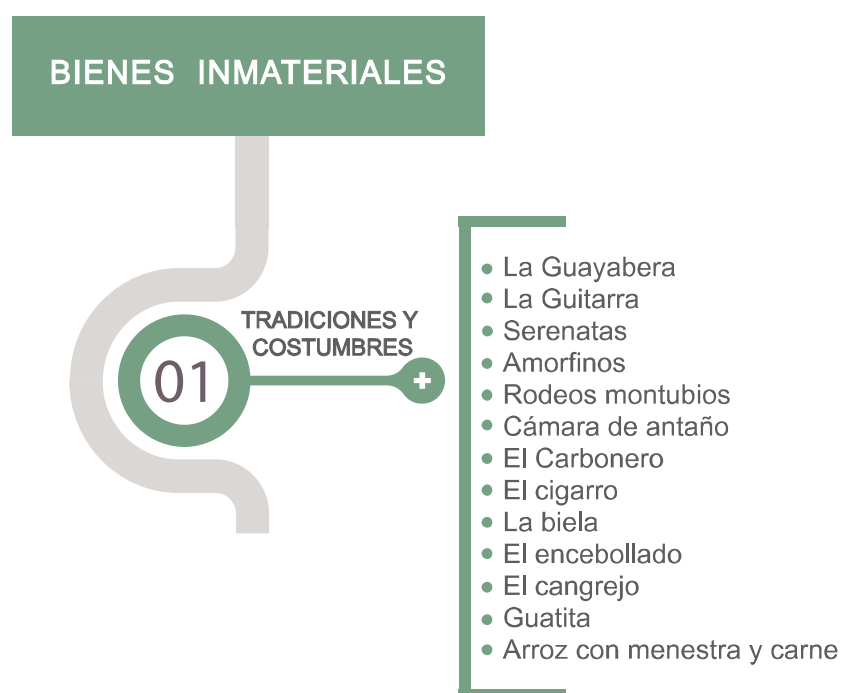 BIENES INMATERIALES
TRADICIONES Y
COSTUMBRES
01
La Guayabera
La Guitarra
Serenatas
Amorfinos
Rodeos montubios
Cámara de antaño
El Carbonero
El cigarro
La biela
El encebollado
El cangrejo
Guatita
Arroz con menestra y carne